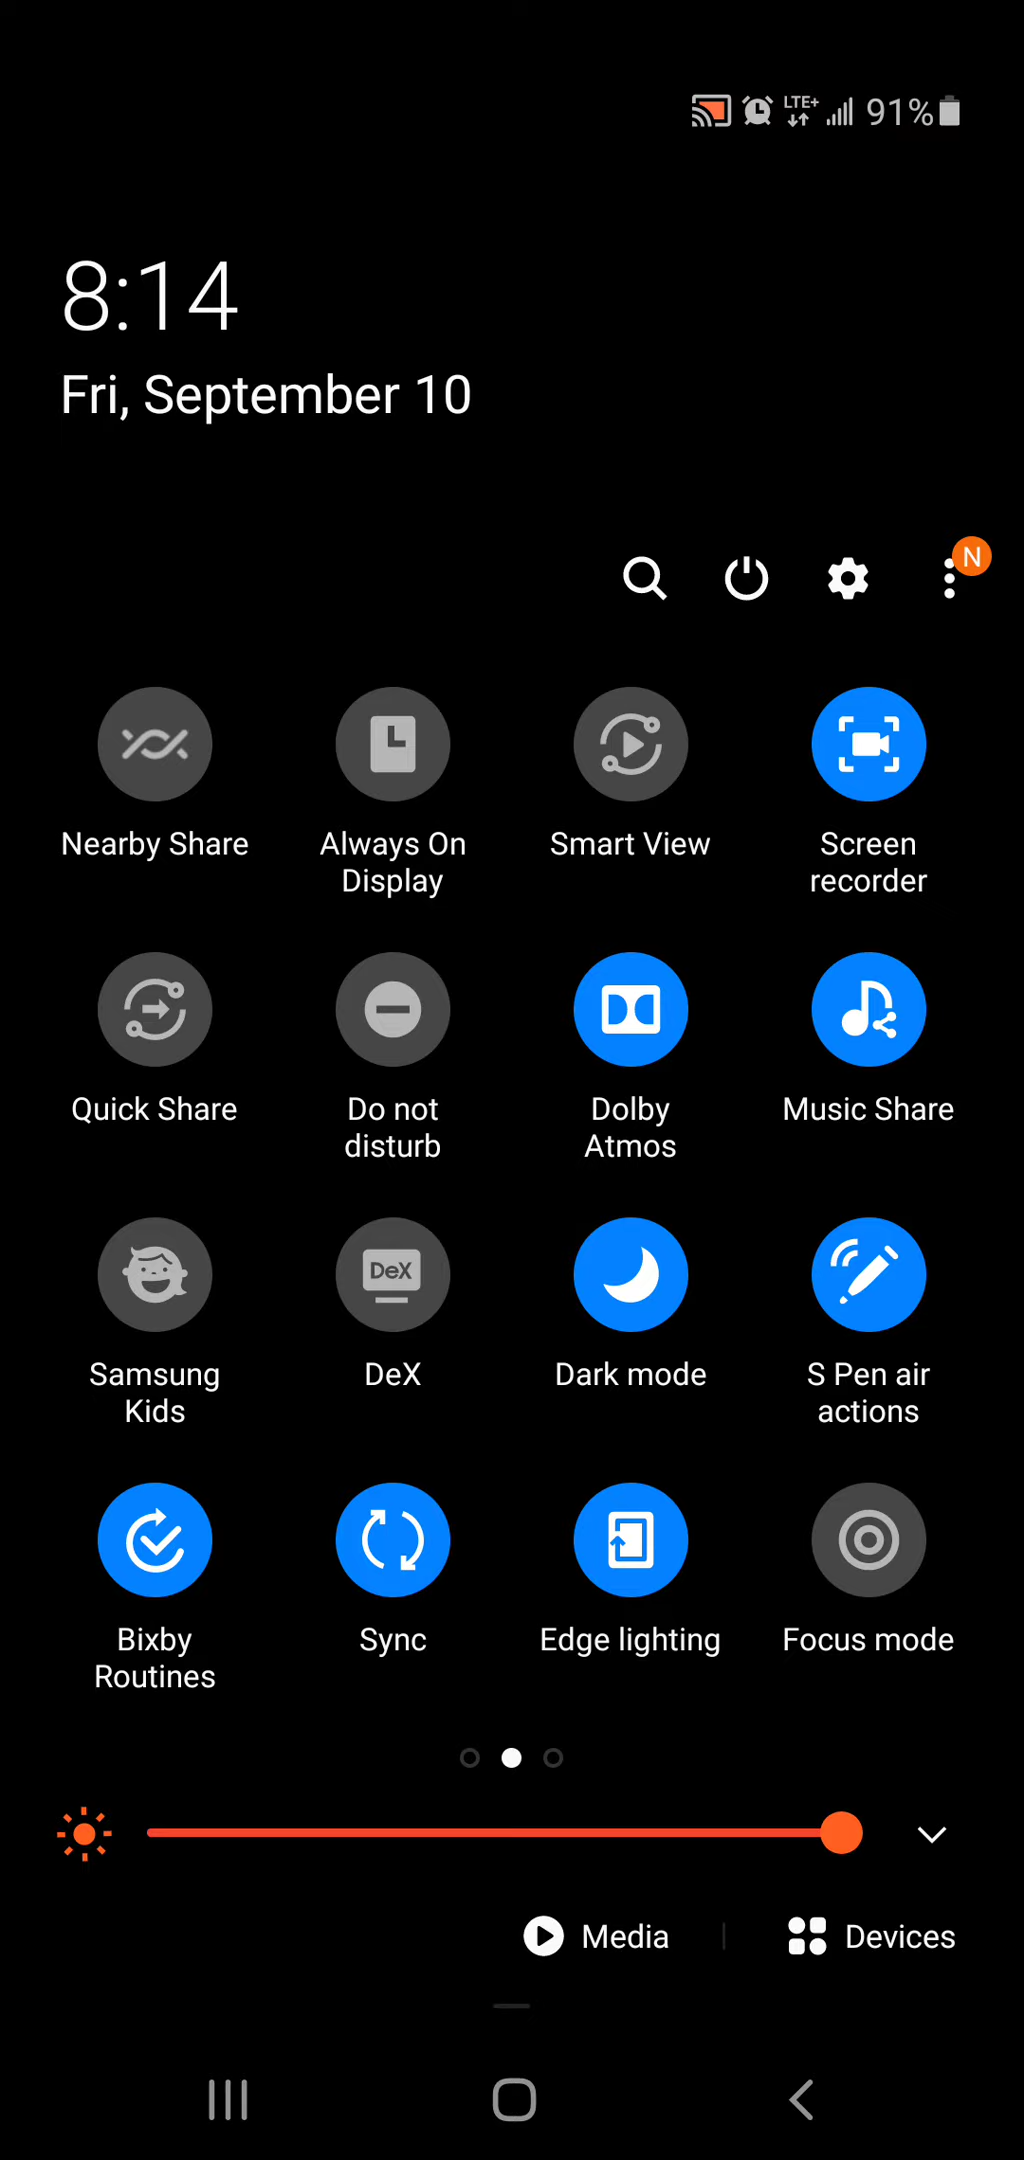 LTE+ 91%
8:14
Fri, September 10
N
Nearby Share
Always On
Display
Smart View
Screen
recorder
Quick Share
Do not
disturb
Dolby
Atmos
Music Share
Samsung
Kids
DeX
DeX
Dark mode
S Pen air
actions
Bixby
Routines
Sync
Edge lighting
Focus mode
Media
Devices